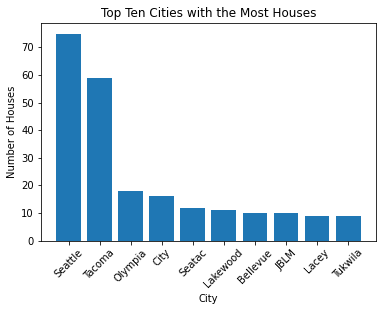 Top Ten Cities with the Most Houses
Number of Houses
70
60
50
40
30
20
10
0
Seattle
Tacoma
Olympia
City
Seatac
Lakewood
Bellevue
JBLM
Lacey
Tukwila
City